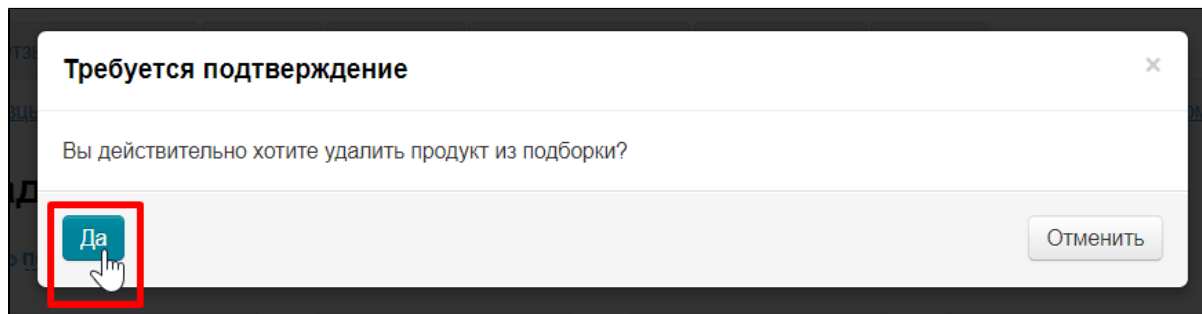 Требуется подтверждение
×
Вы действительно хотите удалить продукт из подборки?
Да
Отменить